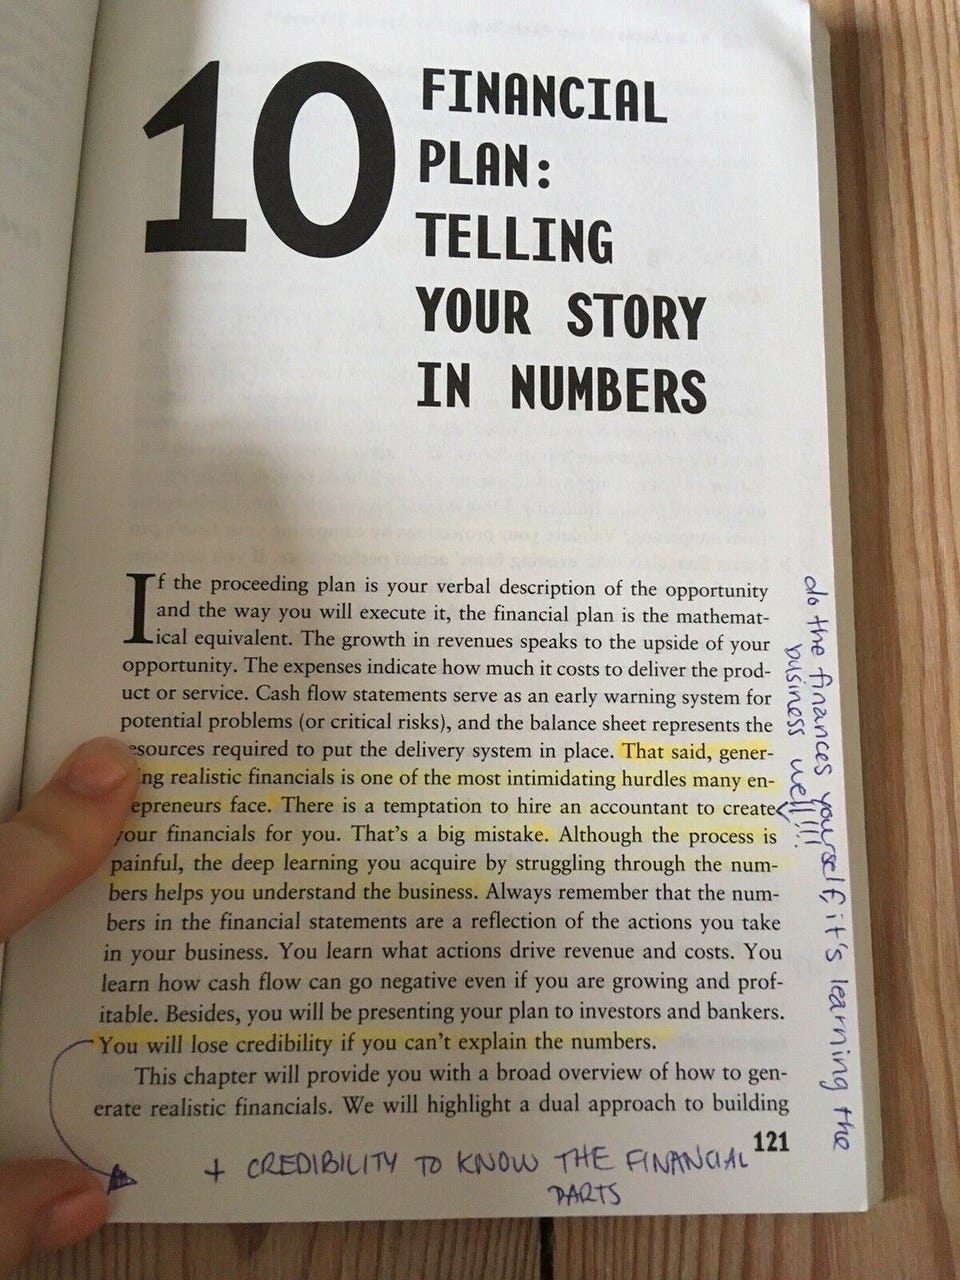 10
FINANCIAL
PLAN:
TELLING
YOUR STORY
IN NUMBERS
If the proceeding plan is your verbal description of the opportunity
and the way you will execute it, the financial plan is the mathemat-
ical equivalent. The growth in revenues speaks to the upside of your
opportunity. The expenses indicate how much it costs to deliver the prod-
uct or service. Cash flow statements serve as an early warning system for
potential problems (or critical risks), and the balance sheet represents the
esources required to put the delivery system in place. That said, gener-
ng realistic financials is one of the most intimidating hurdles many en-
epreneurs face. There is a temptation to hire an accountant to create
your financials for you. That's a big mistake. Although the process is
painful, the deep learning you acquire by struggling through the num-
bers helps you understand the business. Always remember that the num-
bers in the financial statements are a reflection of the actions you take
in your business. You learn what actions drive revenue and costs. You
learn how cash flow can go negative even if you are growing and prof-
itable. Besides, you will be presenting your plan to investors and bankers.
You will lose credibility if you can't explain the numbers.
This chapter will provide you with a broad overview of how to gen-
erate realistic financials. We will highlight a dual approach to building
121
do the finances yourself, it's learning the
business well!!!
+ CREDIBILITY TO KNOW THE FINANCIAL
PARTS